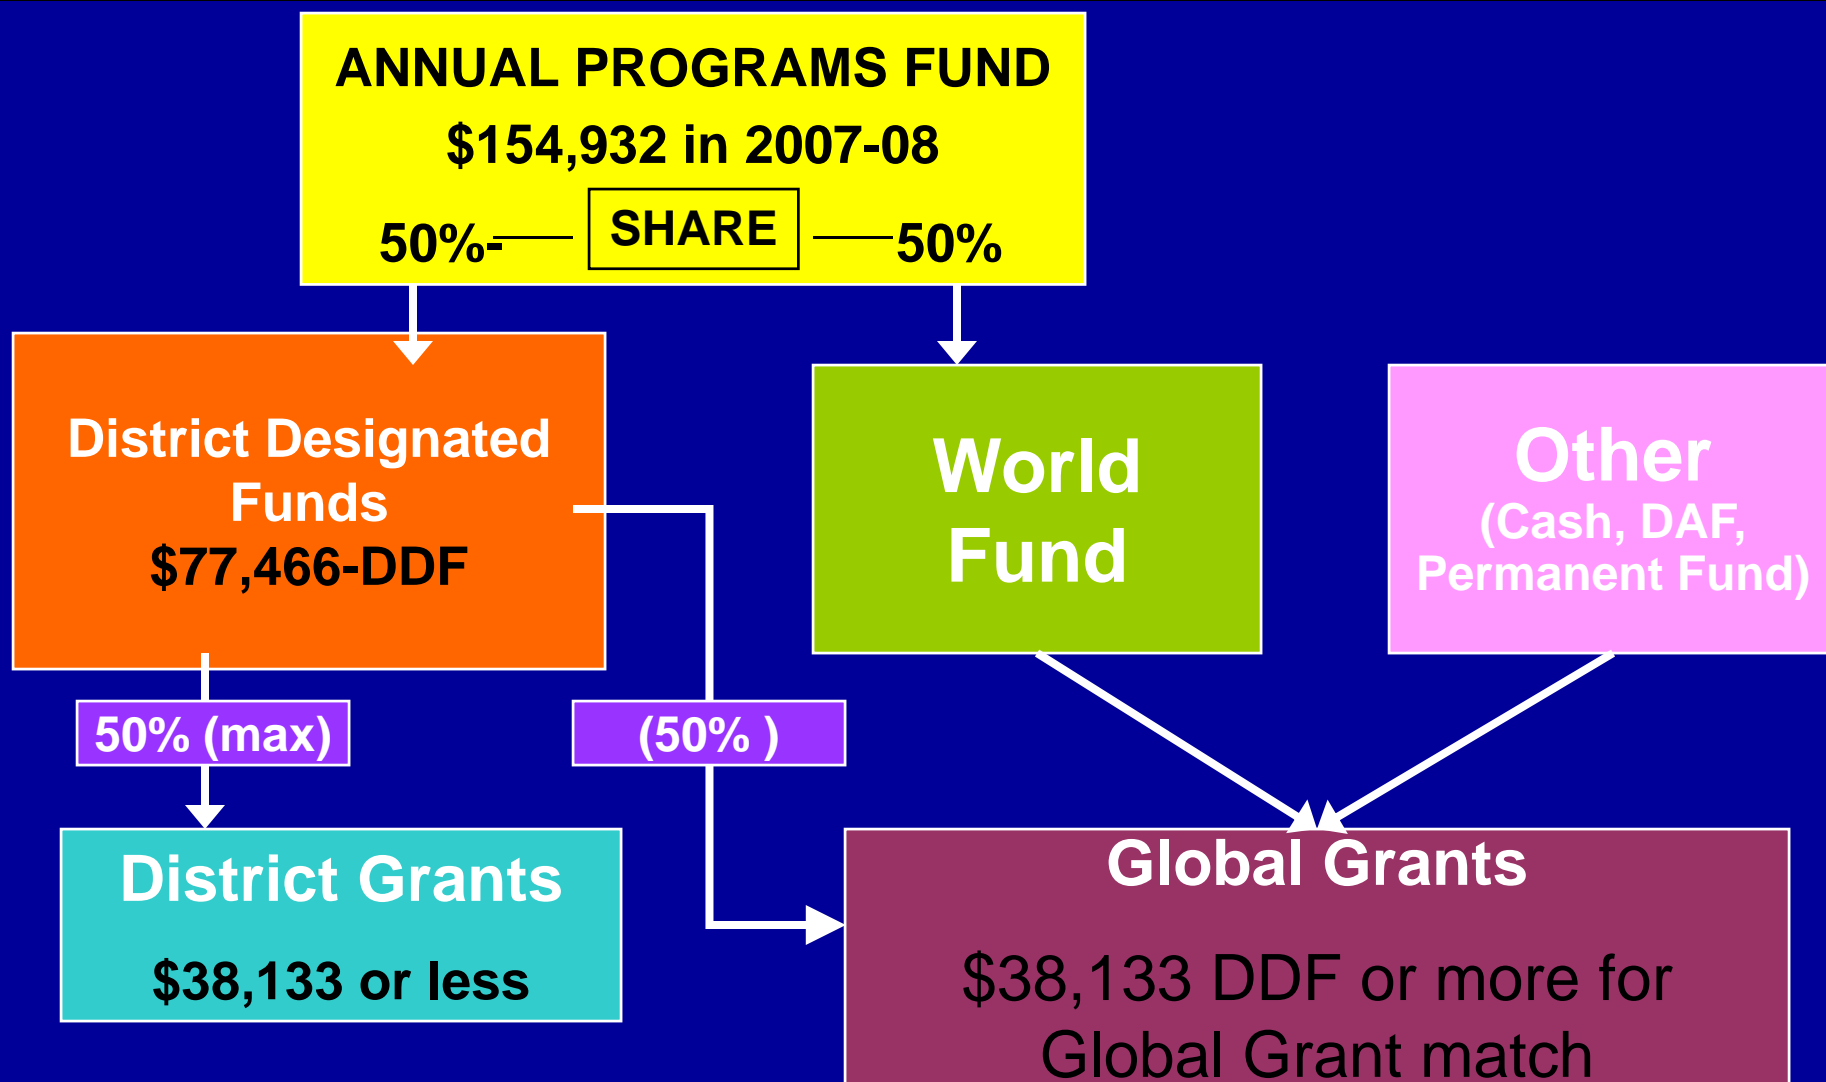 ANNUAL PROGRAMS FUND
$154,932 in 2007-08
50%- SHARE 50%
District Designated
Funds
$77,466-DDF
World
Fund
Other
(Cash, DAF,
Permanent Fund)
50% (max)
(50% )
District Grants
$38,133 or less
Global Grants
$38,133 DDF or more for
Global Grant match